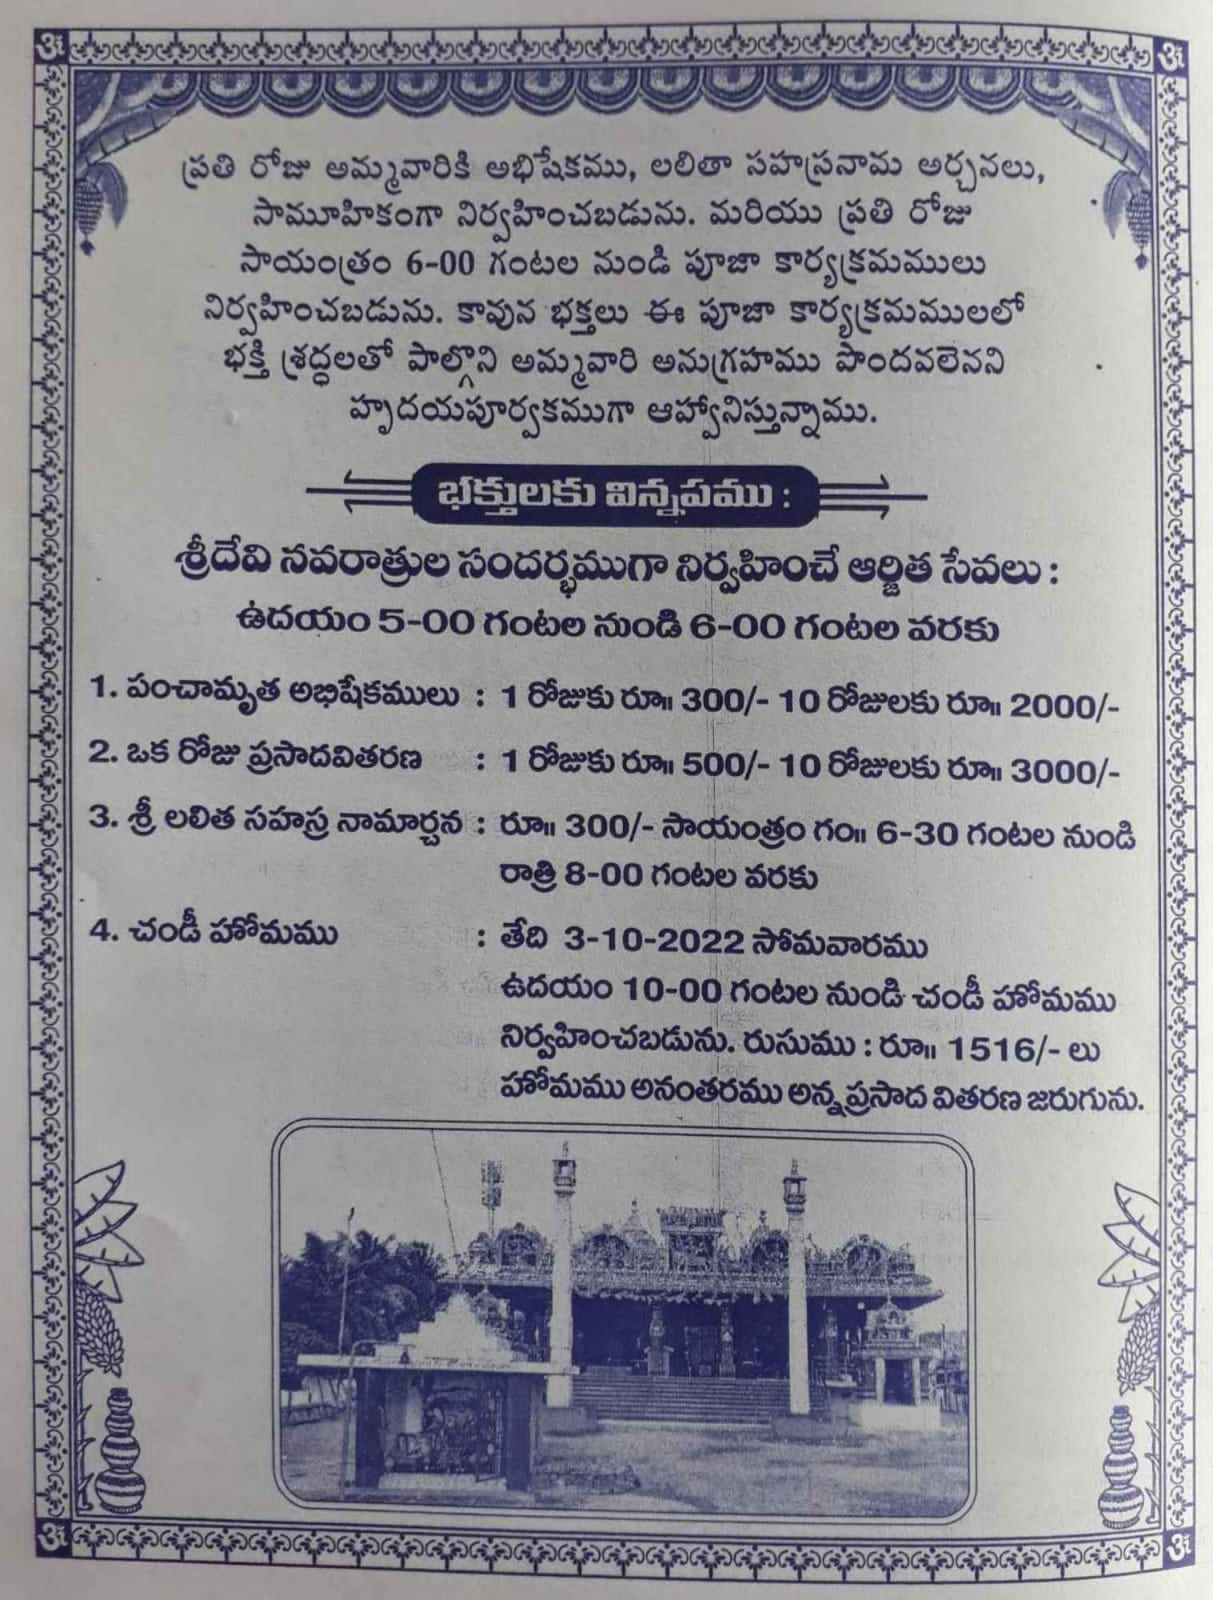 ప్రతి రోజు అమ్మవారికి అభిషేకము, లలితా సహస్రనామ అర్చనలు,
సామూహికంగా నిర్వహించబడును. మరియు ప్రతి రోజు
సాయంత్రం 6-00 గంటల నుండి పూజా కార్యక్రమములు
నిర్వహించబడును. కావున భక్తలు ఈ పూజా కార్యక్రమములలో
భక్తి శ్రద్ధలతో పాల్గొని అమ్మవారి అనుగ్రహము పొందవలెనని
హృదయపూర్వకముగా ఆహ్వానిస్తున్నాము.
భక్తులకు విన్నపము :
శ్రీదేవి నవరాత్రుల సందర్భముగా నిర్వహించే ఆర్జిత సేవలు :
ఉదయం 5-00 గంటల నుండి 6-00 గంటల వరకు
1. పంచామృత అభిషేకములు : 1 రోజుకు రూ॥ 300/- 10 రోజులకు రూ॥ 2000/-
2. ఒక రోజు ప్రసాదవితరణ : 1 రోజుకు రూ॥ 500/- 10 రోజులకు రూ॥ 3000/-
3. శ్రీ లలిత సహస్ర నామార్చన : రూ॥ 300/- సాయంత్రం గం॥ 6-30 గంటల నుండి
రాత్రి 8-00 గంటల వరకు
4. చండీ హోమము : తేది 3-10-2022 సోమవారము
ఉదయం 10-00 గంటల నుండి చండీ హోమము
నిర్వహించబడును. రుసుము : రూ॥ 1516/- లు
హోమము అనంతరము అన్నప్రసాద వితరణ జరుగును.